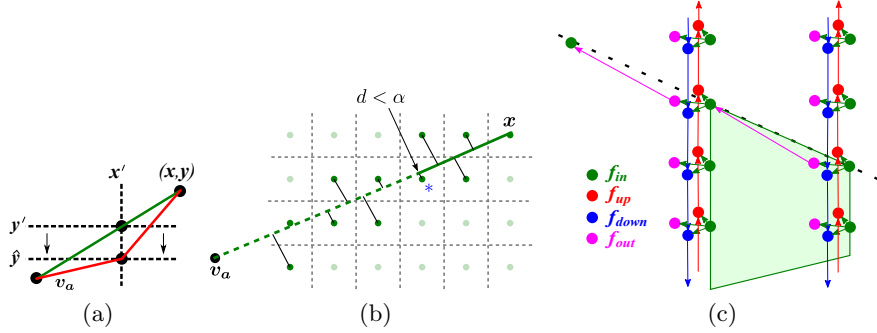 x'
(x,y)
y'
ŷ
v_a
(a)
d < α
x
*
v_a
(b)
f_in
f_up
f_down
f_out
(c)